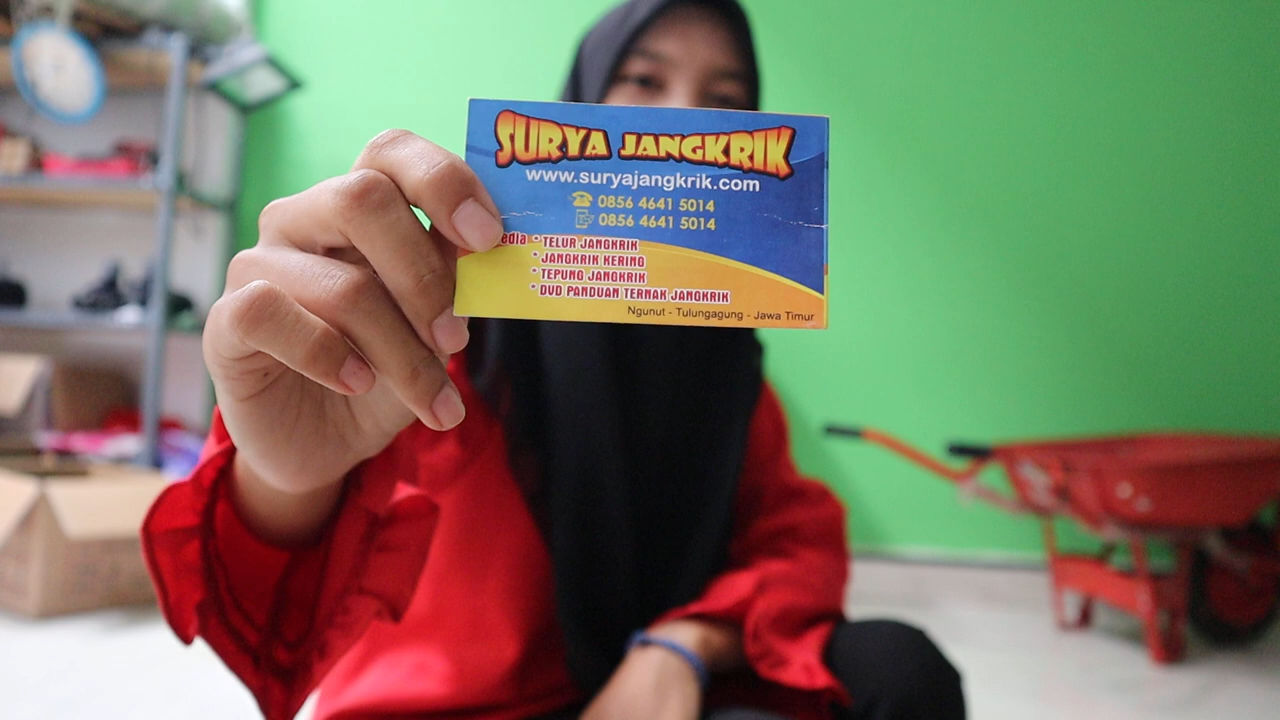 SURYA JANGKRIK
www.suryajangkrik.com
0856 4641 5014
0856 4641 5014
edia * TELUR JANGKRIK
* JANGKRIK KERING
* TEPUNG JANGKRIK
* DVD PANDUAN TERNAK JANGKRIK
Ngunut - Tulungagung - Jawa Timur